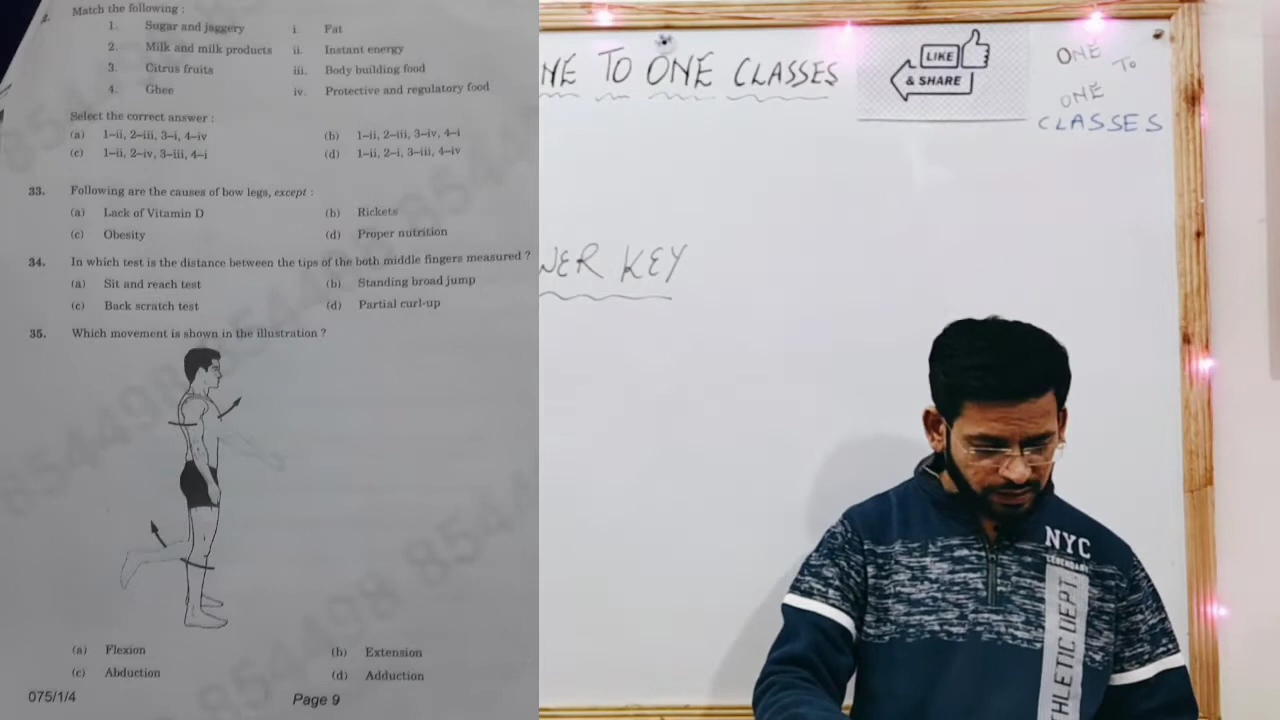 Match the following :
1. Sugar and jaggery i. Fat
2. Milk and milk products ii. Instant energy
3. Citrus fruits iii. Body building food
4. Ghee iv. Protective and regulatory food
Select the correct answer :
(a) 1–ii, 2–iii, 3–i, 4–iv (b) 1–ii, 2–iii, 3–iv, 4–i
(c) 1–ii, 2–iv, 3–iii, 4–i (d) 1–ii, 2–i, 3–iii, 4–iv
33. Following are the causes of bow legs, except :
(a) Lack of Vitamin D (b) Rickets
(c) Obesity (d) Proper nutrition
34. In which test is the distance between the tips of the both middle fingers measured ?
(a) Sit and reach test (b) Standing broad jump
(c) Back scratch test (d) Partial curl-up
35. Which movement is shown in the illustration ?
(a) Flexion (b) Extension
(c) Abduction (d) Adduction
075/1/4 Page 9
NE TO ONE CLASSES
LIKE
& SHARE
ONE
TO
ONE
CLASSES
WER KEY
NYC
LEGENDARY
THLETIC DEPT